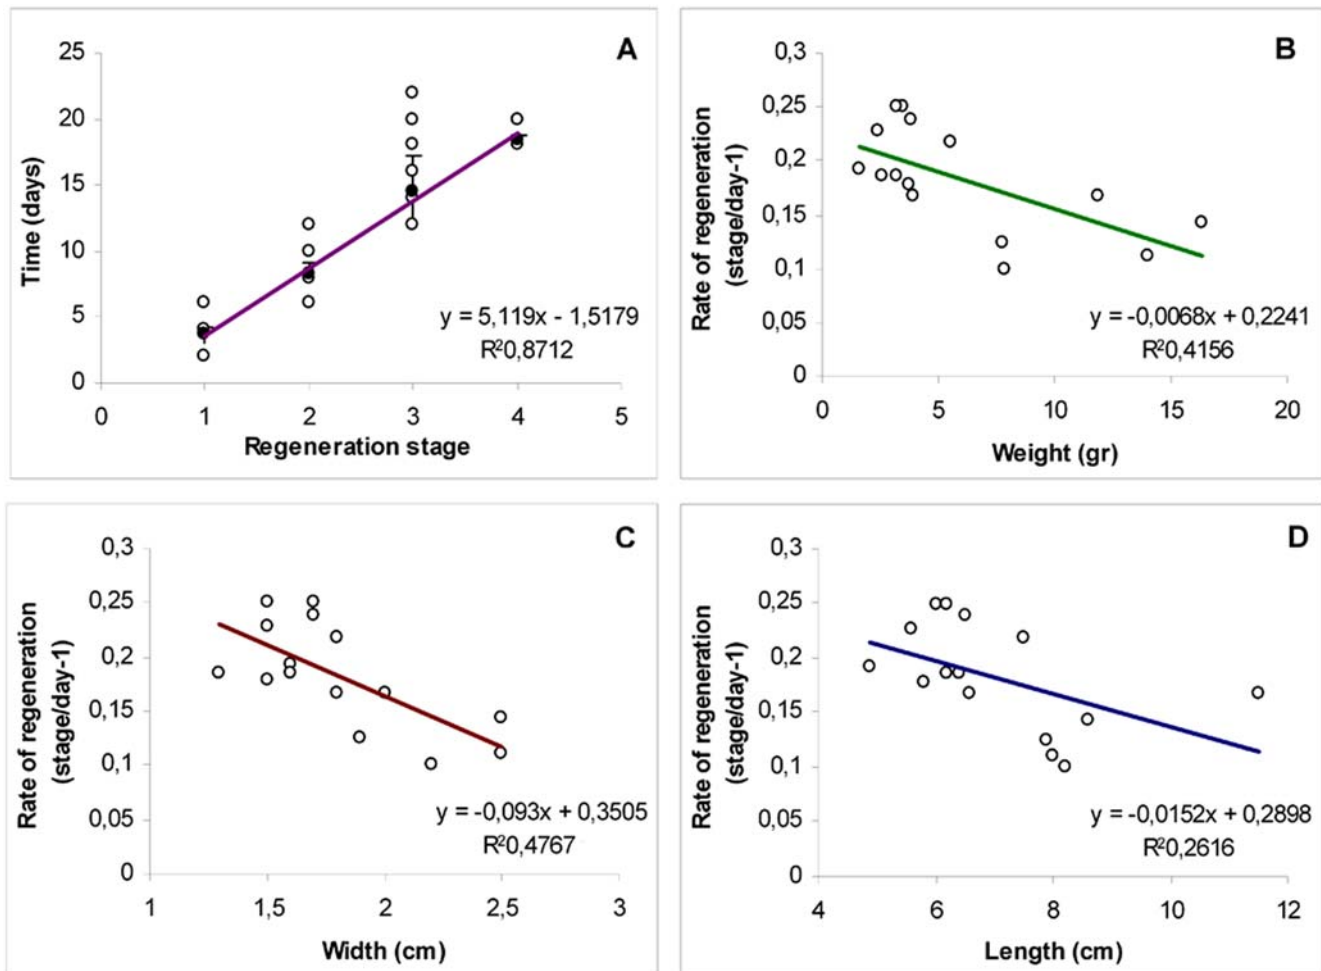 A
Time (days)
25
20
15
10
5
0
0 1 2 3 4 5
Regeneration stage
y = 5,119x - 1,5179
R²0,8712
B
Rate of regeneration
(stage/day-1)
0,3
0,25
0,2
0,15
0,1
0,05
0
0 5 10 15 20
Weight (gr)
y = -0,0068x + 0,2241
R²0,4156
C
Rate of regeneration
(stage/day-1)
0,3
0,25
0,2
0,15
0,1
0,05
0
1 1,5 2 2,5 3
Width (cm)
y = -0,093x + 0,3505
R²0,4767
D
Rate of regeneration
(stage/day-1)
0,3
0,25
0,2
0,15
0,1
0,05
0
4 6 8 10 12
Length (cm)
y = -0,0152x + 0,2898
R²0,2616